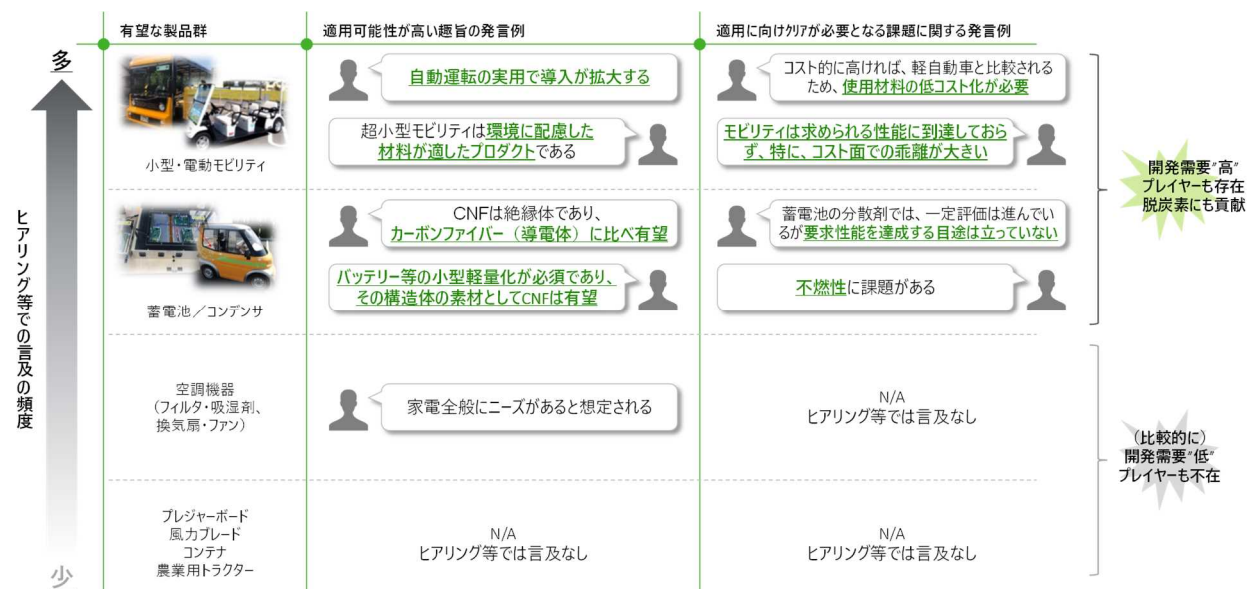 有望な製品群
適用可能性が高い趣旨の発言例
適用に向けクリアが必要となる課題に関する発言例
多
ヒアリング等での言及の頻度
少
小型・電動モビリティ
自動運転の実用で導入が拡大する
超小型モビリティは環境に配慮した
材料が適したプロダクトである
コスト的に高ければ、軽自動車と比較される
ため、使用材料の低コスト化が必要
モビリティは求められる性能に到達しておら
ず、特に、コスト面での乖離が大きい
蓄電池／コンデンサ
CNFは絶縁体であり、
カーボンファイバー（導電体）に比べ有望
バッテリー等の小型軽量化が必須であり、
その構造体の素材としてCNFは有望
蓄電池の分散剤では、一定評価は進んでい
るが要求性能を達成する目途は立っていない
不燃性に課題がある
開発需要"高"
プレイヤーも存在
脱炭素にも貢献
空調機器
（フィルタ・吸湿剤、
換気扇・ファン）
家電全般にニーズがあると想定される
N/A
ヒアリング等では言及なし
プレジャーボード
風力ブレード
コンテナ
農業用トラクター
N/A
ヒアリング等では言及なし
N/A
ヒアリング等では言及なし
（比較的に）
開発需要"低"
プレイヤーも不在